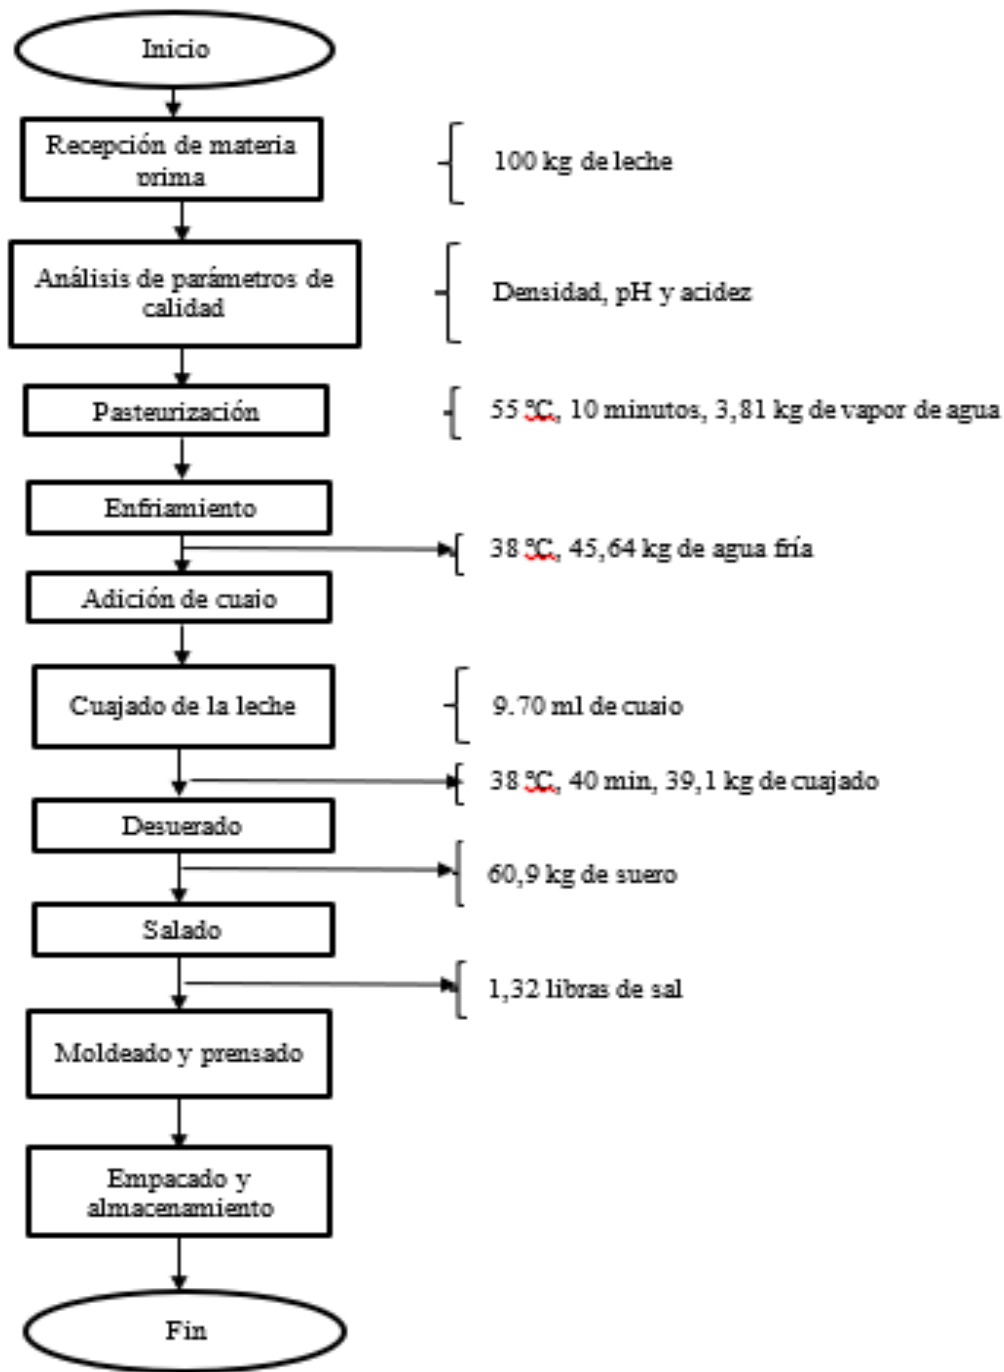 Inicio
Recepción de materia
prima
100 kg de leche
Análisis de parámetros de
calidad
Densidad, pH y acidez
Pasteurización
55 °C, 10 minutos, 3,81 kg de vapor de agua
Enfriamiento
38 °C, 45,64 kg de agua fría
Adición de cuajo
Cuajado de la leche
9.70 ml de cuajo
38 °C, 40 min, 39,1 kg de cuajado
Desuerado
60,9 kg de suero
Salado
1,32 libras de sal
Moldeado y prensado
Empacado y
almacenamiento
Fin